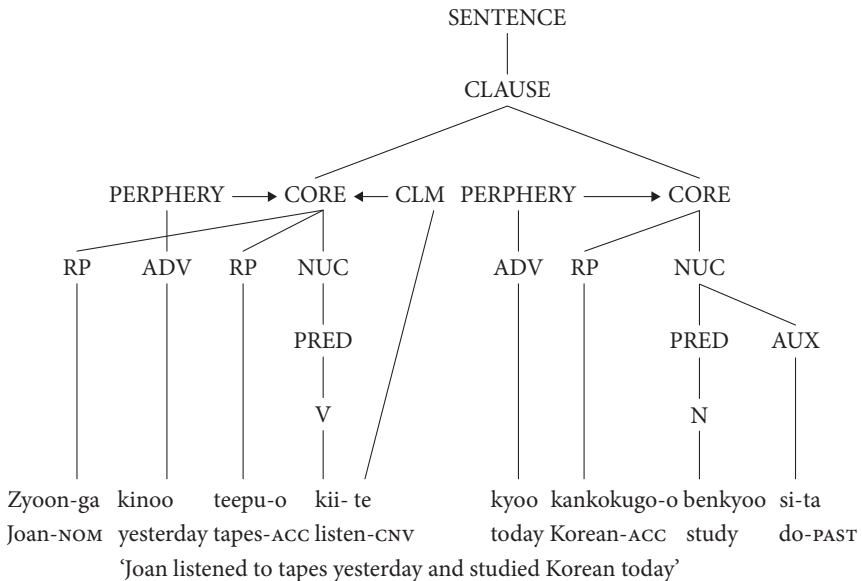 SENTENCE
CLAUSE
PERPHERY CORE CLM PERPHERY CORE
RP ADV RP NUC ADV RP NUC
PRED PRED AUX
V N
Zyoon-ga kinoo teepu-o kii- te kyoo kankokugo-o benkyoo si-ta
Joan-NOM yesterday tapes-ACC listen-CNV today Korean-ACC study do-PAST
‘Joan listened to tapes yesterday and studied Korean today’